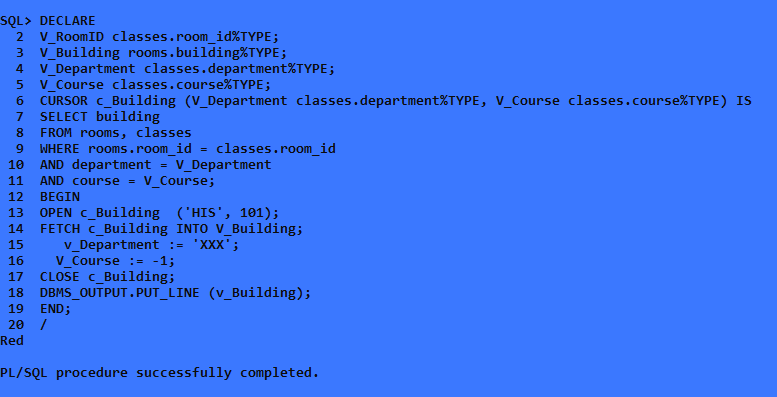 SQL> DECLARE
  2  V_RoomID classes.room_id%TYPE;
  3  V_Building rooms.building%TYPE;
  4  V_Department classes.department%TYPE;
  5  V_Course classes.course%TYPE;
  6  CURSOR c_Building (V_Department classes.department%TYPE, V_Course classes.course%TYPE) IS
  7  SELECT building
  8  FROM rooms, classes
  9  WHERE rooms.room_id = classes.room_id
 10  AND department = V_Department
 11  AND course = V_Course;
 12  BEGIN
 13  OPEN c_Building  ('HIS', 101);
 14  FETCH c_Building INTO V_Building;
 15     v_Department := 'XXX';
 16    V_Course := -1;
 17  CLOSE c_Building;
 18  DBMS_OUTPUT.PUT_LINE (v_Building);
 19  END;
 20  /
Red
PL/SQL procedure successfully completed.